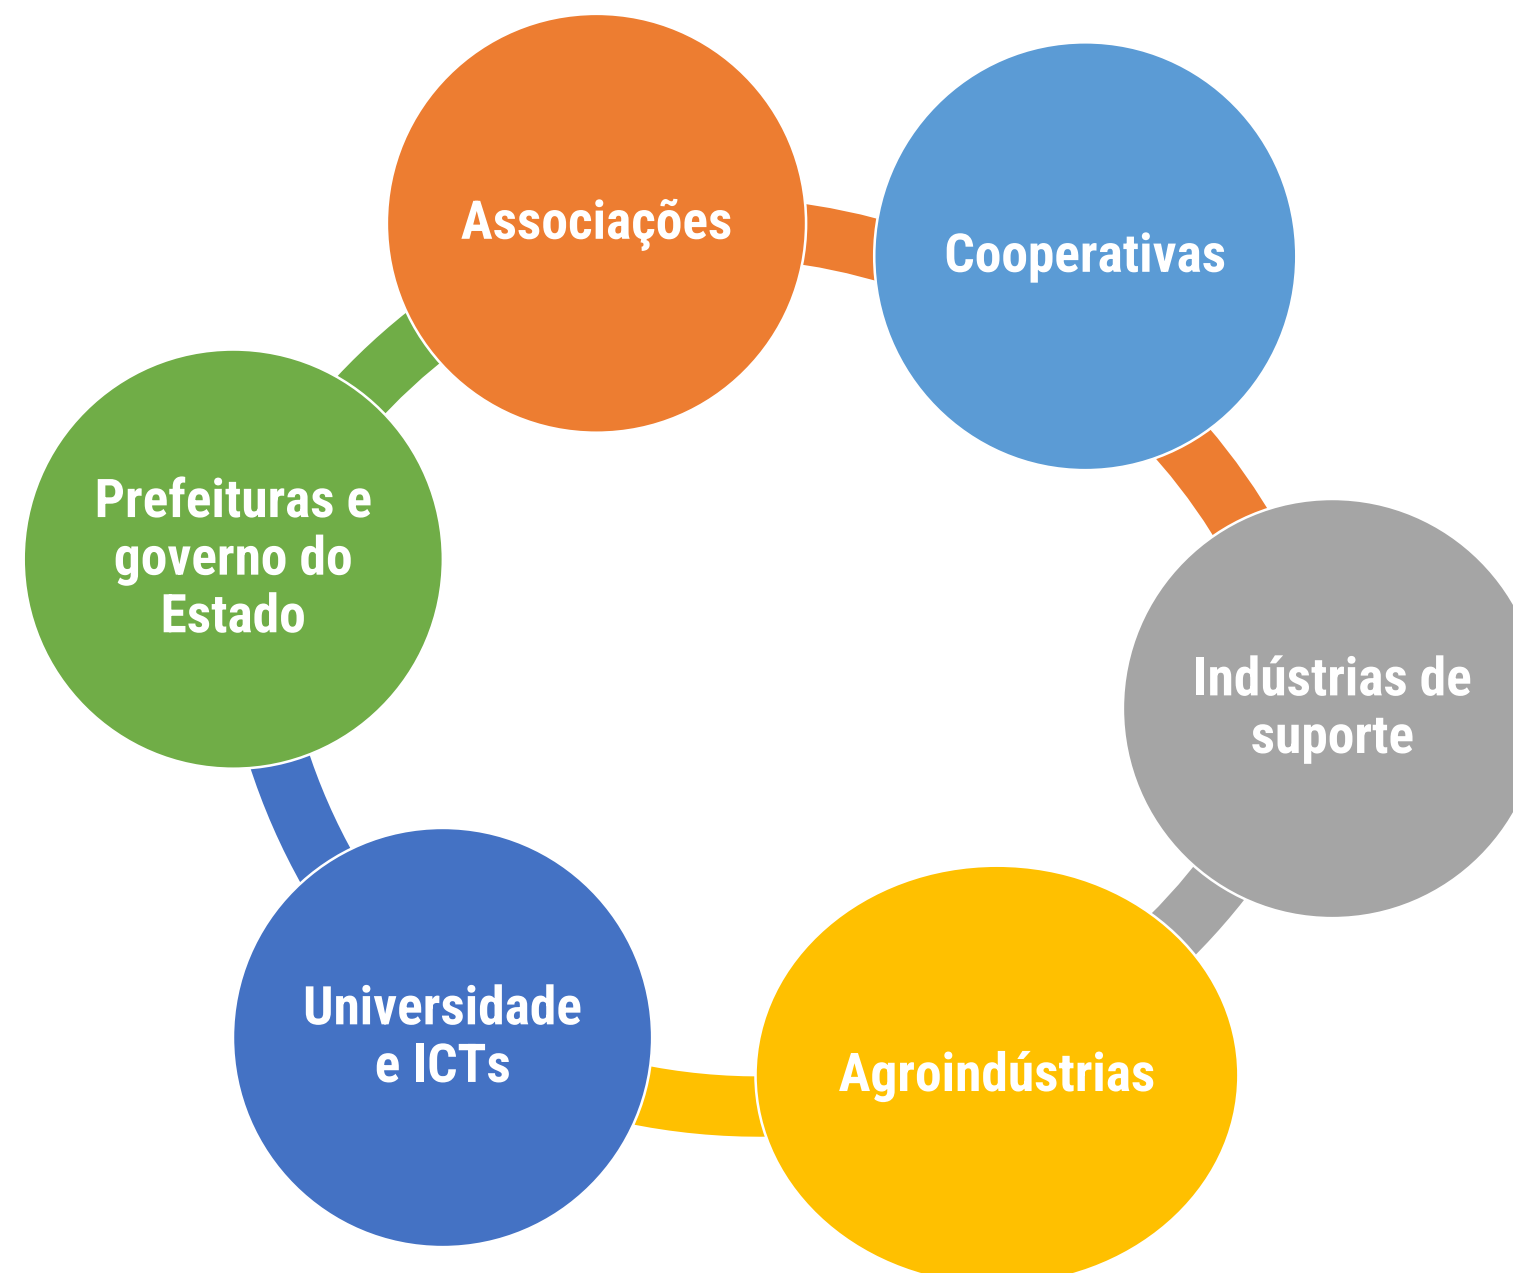 Associações
Cooperativas
Prefeituras e
governo do
Estado
Indústrias de
suporte
Universidade
e ICTs
Agroindústrias